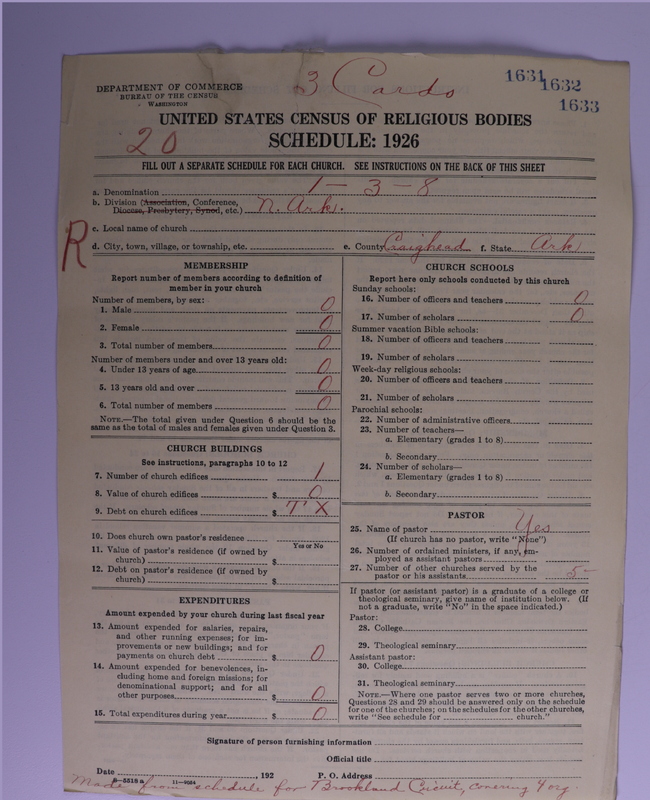 3 Cards
1631
1632
1633
DEPARTMENT OF COMMERCE
BUREAU OF THE CENSUS
WASHINGTON
UNITED STATES CENSUS OF RELIGIOUS BODIES
20
SCHEDULE: 1926
FILL OUT A SEPARATE SCHEDULE FOR EACH CHURCH. SEE INSTRUCTIONS ON THE BACK OF THIS SHEET
a. Denomination 1-3-8
b. Division (Association, Conference,
Diocese, Presbytery, Synod, etc.) N. Ark.
R
c. Local name of church
d. City, town, village, or township, etc. e. County Craighead f. State Ark
MEMBERSHIP
Report number of members according to definition of
member in your church
Number of members, by sex:
1. Male 0
2. Female 0
3. Total number of members 0
Number of members under and over 13 years old:
4. Under 13 years of age 0
5. 13 years old and over 0
6. Total number of members 0
NOTE.—The total given under Question 6 should be the
same as the total of males and females given under Question 3.
CHURCH BUILDINGS
See instructions, paragraphs 10 to 12
7. Number of church edifices 1
8. Value of church edifices $ 0
9. Debt on church edifices $ T X
10. Does church own pastor's residence
Yes or No
11. Value of pastor's residence (if owned by
church) $
12. Debt on pastor's residence (if owned by
church) $
EXPENDITURES
Amount expended by your church during last fiscal year
13. Amount expended for salaries, repairs,
and other running expenses; for im-
provements or new buildings; and for
payments on church debt $ 0
14. Amount expended for benevolences, in-
cluding home and foreign missions; for
denominational support; and for all
other purposes $ 0
15. Total expenditures during year $ 0
CHURCH SCHOOLS
Report here only schools conducted by this church
Sunday schools:
16. Number of officers and teachers 0
17. Number of scholars 0
Summer vacation Bible schools:
18. Number of officers and teachers
19. Number of scholars
Week-day religious schools:
20. Number of officers and teachers
21. Number of scholars
Parochial schools:
22. Number of administrative officers
23. Number of teachers—
a. Elementary (grades 1 to 8)
b. Secondary
24. Number of scholars—
a. Elementary (grades 1 to 8)
b. Secondary
PASTOR
25. Name of pastor Yes
(If church has no pastor, write "None")
26. Number of ordained ministers, if any, em-
ployed as assistant pastors
27. Number of other churches served by the
pastor or his assistants 5-
If pastor (or assistant pastor) is a graduate of a college or
theological seminary, give name of institution below. (If
not a graduate, write "No" in the space indicated.)
Pastor:
28. College
29. Theological seminary
Assistant pastor:
30. College
31. Theological seminary
NOTE.—Where one pastor serves two or more churches,
Questions 28 and 29 should be answered only on the schedule
for one of the churches; on the schedules for the other churches,
write "See schedule for church."
Signature of person furnishing information
Official title
Date , 192 P. O. Address
8-5518 a 11-9064
Made from schedule for Brookland Circuit, covering 4 org.